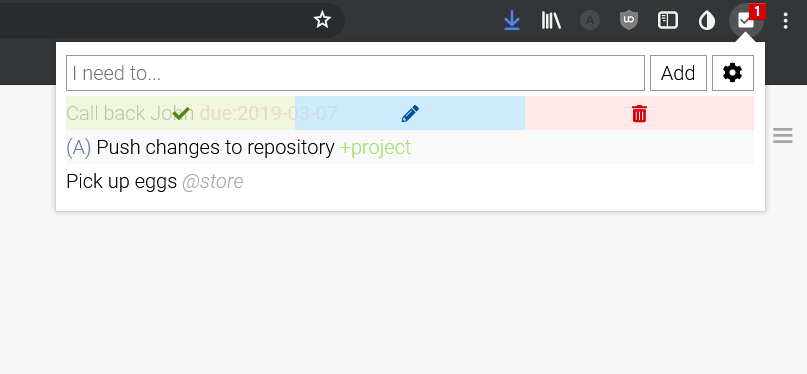 1
I need to...
Add
Call back John due:2019-03-07
(A) Push changes to repository +project
Pick up eggs @store